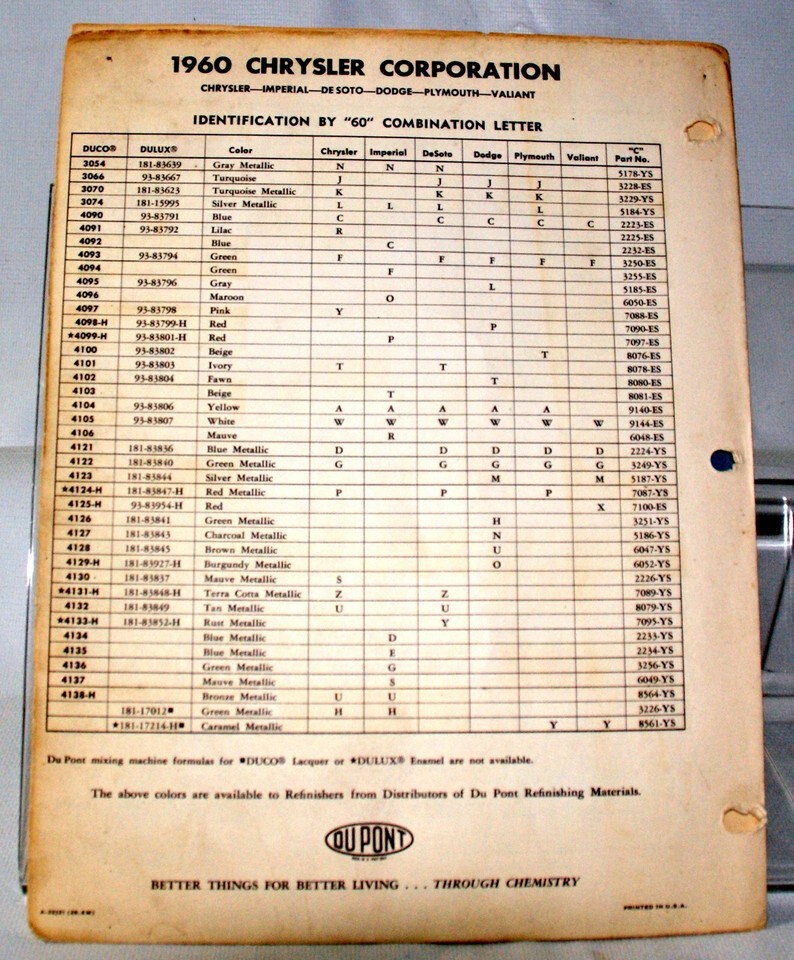 1960 CHRYSLER CORPORATION
CHRYSLER—IMPERIAL—DE SOTO—DODGE—PLYMOUTH—VALIANT
IDENTIFICATION BY "60" COMBINATION LETTER
DUCO® DULUX® Color Chrysler Imperial DeSoto Dodge Plymouth Valiant "C" Part No.
3054 181-83639 Gray Metallic N N N 5178-YS
3066 93-83667 Turquoise J J J J 3228-ES
3070 181-83623 Turquoise Metallic K K K K 3229-YS
3074 181-15995 Silver Metallic L L L L 5184-YS
4090 93-83791 Blue C C C C C 2223-ES
4091 93-83792 Lilac R 2225-ES
4092 Blue C 2232-ES
4093 93-83794 Green F F F F F 3250-ES
4094 Green F 3255-ES
4095 93-83796 Gray L 5185-ES
4096 Maroon O 6050-ES
4097 93-83798 Pink Y 7088-ES
4098-H 93-83799-H Red P 7090-ES
★4099-H 93-83801-H Red P 7097-ES
4100 93-83802 Beige T 8076-ES
4101 93-83803 Ivory T T 8078-ES
4102 93-83804 Fawn T 8080-ES
4103 Beige T 8081-ES
4104 93-83806 Yellow A A A A A 9140-ES
4105 93-83807 White W W W W W W 9144-ES
4106 Mauve R 6048-ES
4121 181-83836 Blue Metallic D D D D D 2224-YS
4122 181-83840 Green Metallic G G G G G 3249-YS
4123 181-83844 Silver Metallic M M 5187-YS
★4124-H 181-83847-H Red Metallic P P P 7087-YS
4125-H 93-83954-H Red X 7100-ES
4126 181-83841 Green Metallic H 3251-YS
4127 181-83843 Charcoal Metallic N 5186-YS
4128 181-83845 Brown Metallic U 6047-YS
4129-H 181-83927-H Burgundy Metallic O 6052-YS
4130 181-83837 Mauve Metallic S 2226-YS
★4131-H 181-83848-H Terra Cotta Metallic Z Z 7089-YS
4132 181-83849 Tan Metallic U U 8079-YS
★4133-H 181-83852-H Rust Metallic Y 7095-YS
4134 Blue Metallic D 2233-YS
4135 Blue Metallic E 2234-YS
4136 Green Metallic G 3256-YS
4137 Mauve Metallic S 6049-YS
4138-H Bronze Metallic U U 8564-YS
181-17012■ Green Metallic H H 3226-YS
★181-17214-H■ Caramel Metallic Y Y 8561-YS
Du Pont mixing machine formulas for ■DUCO® Lacquer or ★DULUX® Enamel are not available.
The above colors are available to Refinishers from Distributors of Du Pont Refinishing Materials.
DU PONT
BETTER THINGS FOR BETTER LIVING . . . THROUGH CHEMISTRY
PRINTED IN U.S.A.